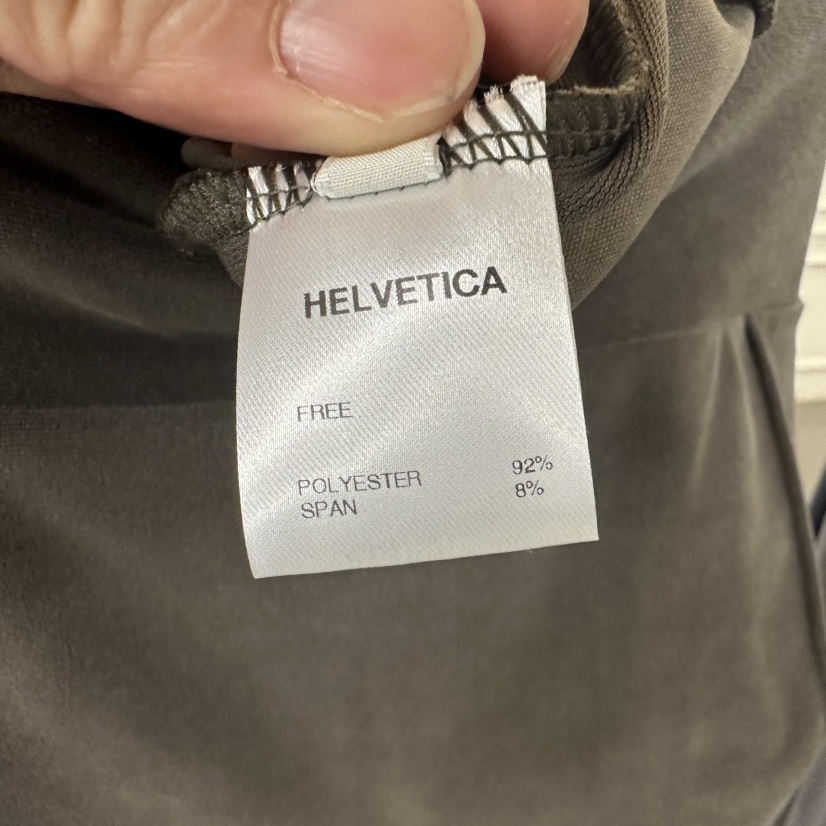 HELVETICA
FREE
POLYESTER 92%
SPAN 8%